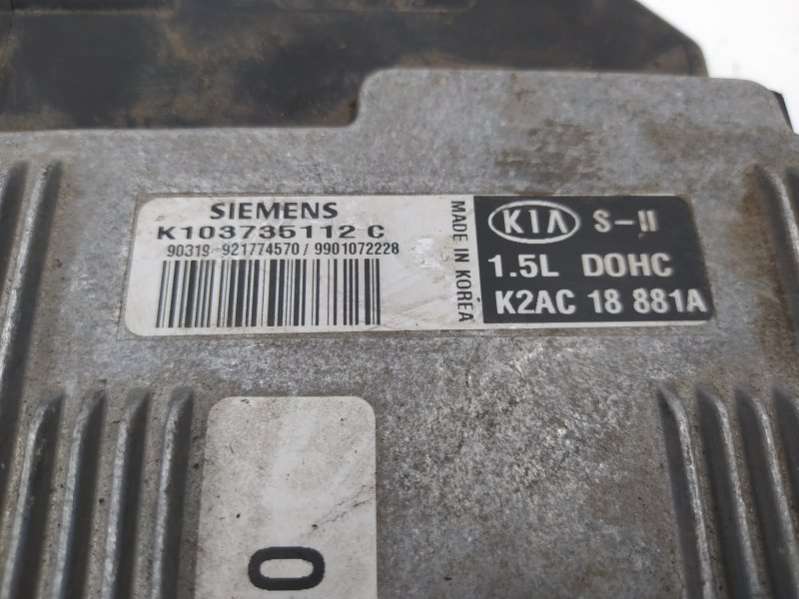 SIEMENS
K103735112 C
90319-921774570 / 9901072228
MADE IN KOREA
KIA S-II
1.5L DOHC
K2AC 18 881A
0